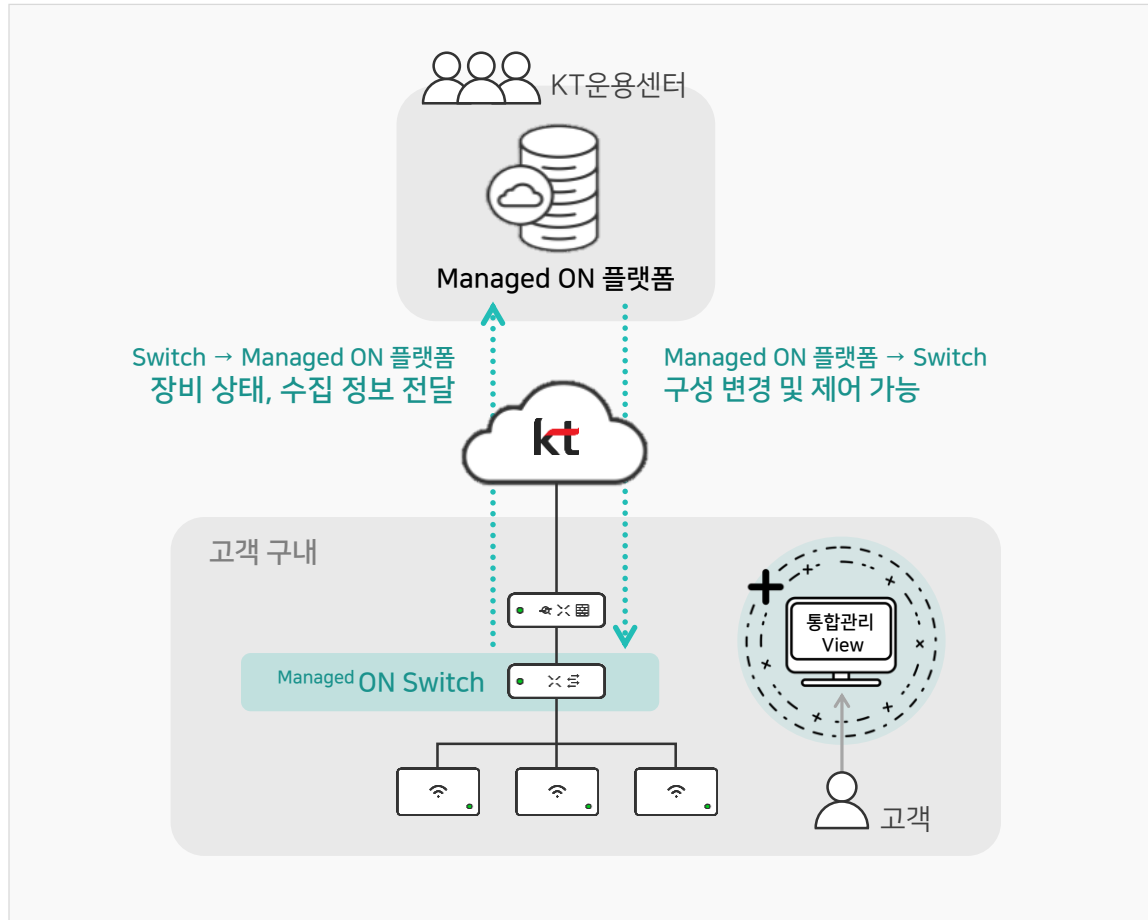 KT운용센터
Managed ON 플랫폼
Switch → Managed ON 플랫폼
장비 상태, 수집 정보 전달
Managed ON 플랫폼 → Switch
구성 변경 및 제어 가능
kt
고객 구내
통합관리
View
Managed ON Switch
고객